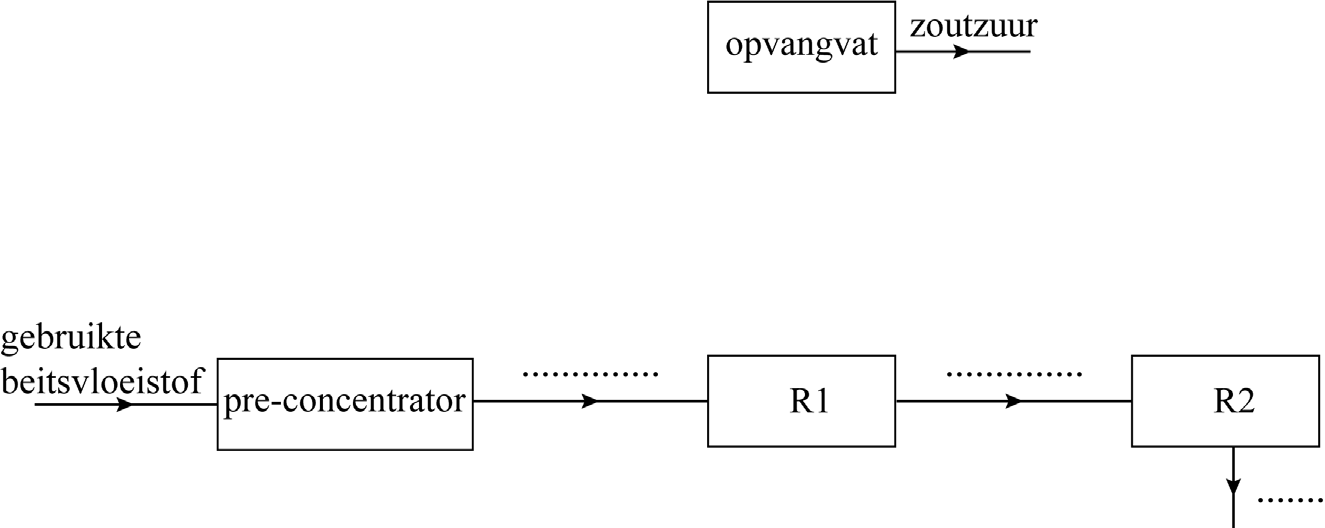 opvangvat
zoutzuur
gebruikte
beitsvloeistof
pre-concentrator
..............
R1
..............
R2
.......